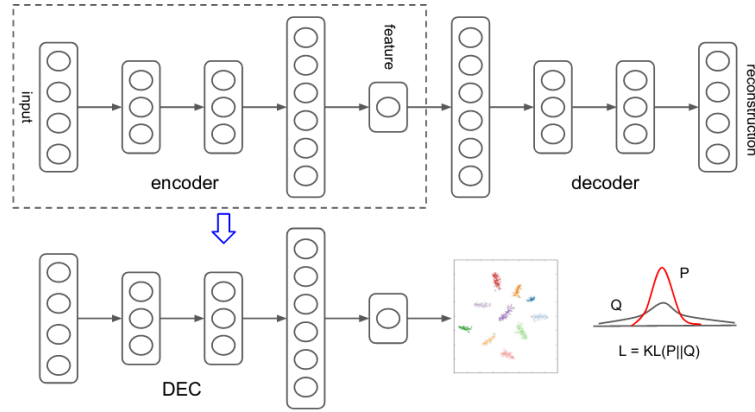 input
feature
reconstruction
encoder
decoder
P
Q
L = KL(P||Q)
DEC